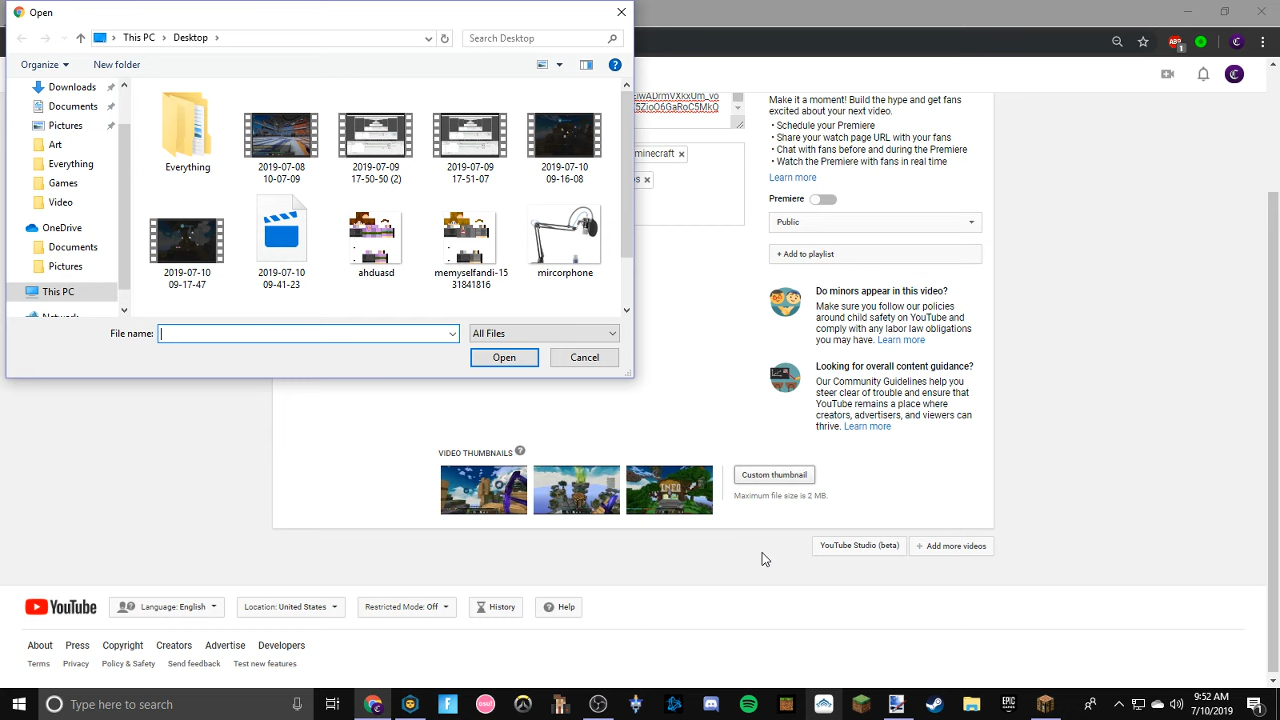 Open
This PC
Desktop
Search Desktop
Organize
New folder
Downloads
Documents
Pictures
Art
Everything
Games
Video
OneDrive
Documents
Pictures
This PC
Everything
2019-07-08
10-07-09
2019-07-09
17-50-50 (2)
2019-07-09
17-51-07
2019-07-10
09-16-08
2019-07-10
09-17-47
2019-07-10
09-41-23
ahduasd
memyselfandi-15
31841816
mircorphone
File name:
All Files
Open
Cancel
minecraft
Make it a moment! Build the hype and get fans
excited about your next video.
• Schedule your Premiere
• Share your watch page URL with your fans
• Chat with fans before and during the Premiere
• Watch the Premiere with fans in real time
Learn more
Premiere
Public
+ Add to playlist
Do minors appear in this video?
Make sure you follow our policies
around child safety on YouTube and
comply with any labor law obligations
you may have. Learn more
Looking for overall content guidance?
Our Community Guidelines help you
steer clear of trouble and ensure that
YouTube remains a place where
creators, advertisers, and viewers can
thrive. Learn more
VIDEO THUMBNAILS ?
Custom thumbnail
Maximum file size is 2 MB.
YouTube Studio (beta)
+ Add more videos
YouTube
Language: English
Location: United States
Restricted Mode: Off
History
Help
About Press Copyright Creators Advertise Developers
Terms Privacy Policy & Safety Send feedback Test new features
Type here to search
9:52 AM
7/10/2019